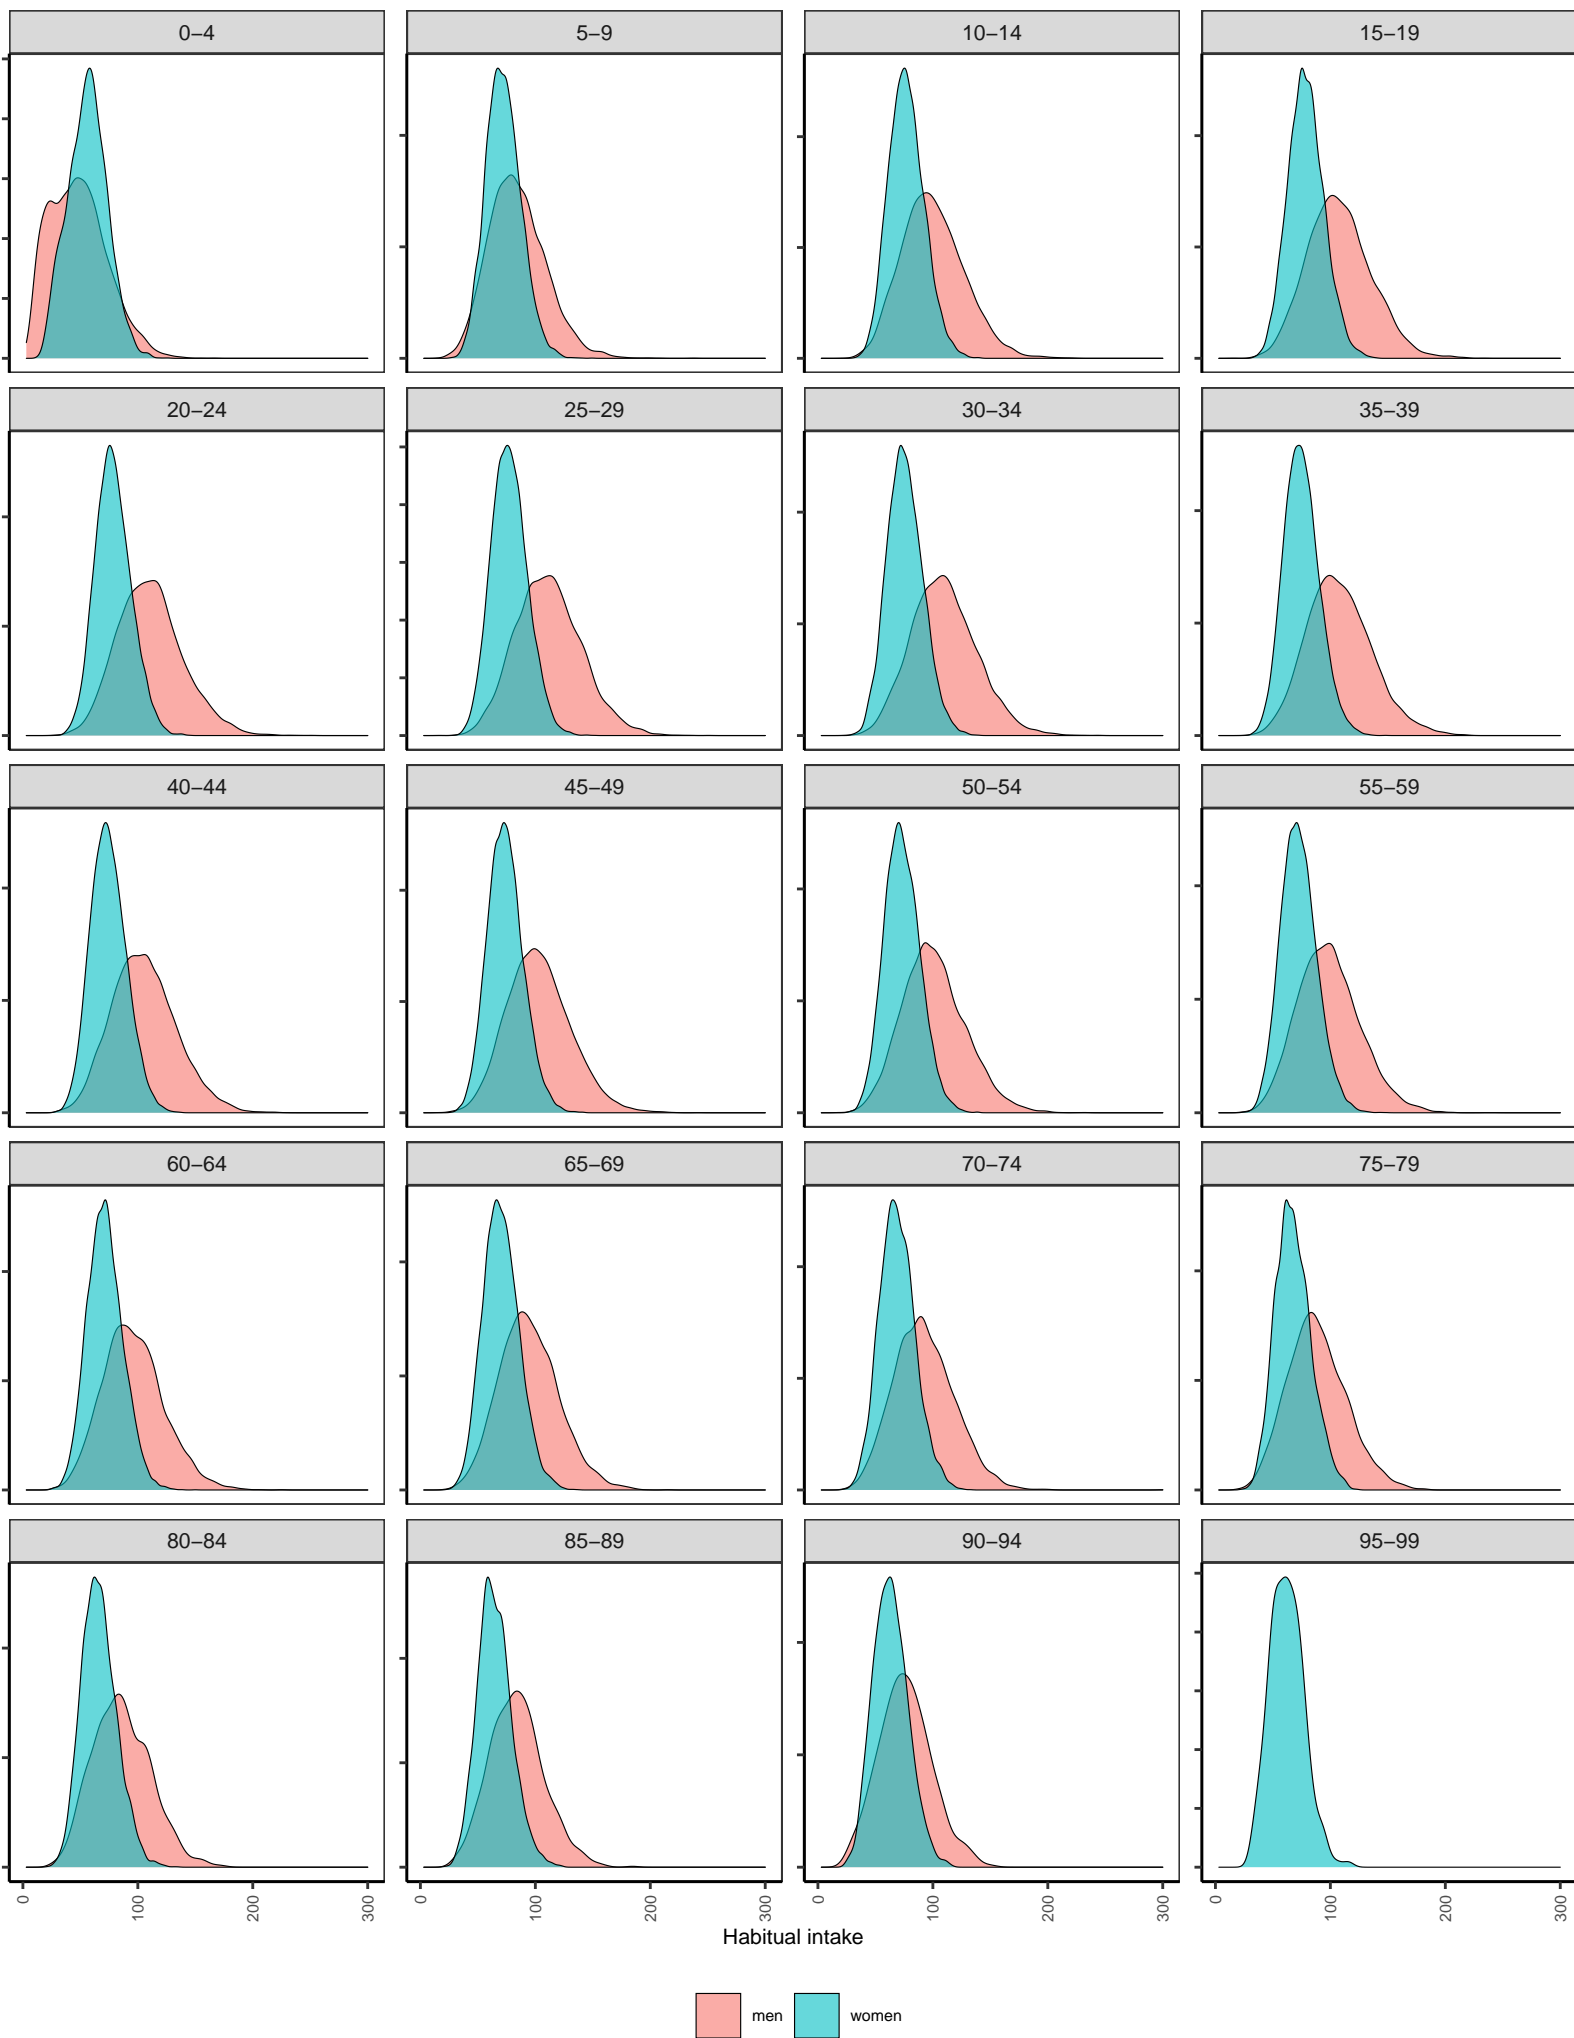 0–4 5–9 10–14 15–19
20–24 25–29 30–34 35–39
40–44 45–49 50–54 55–59
60–64 65–69 70–74 75–79
80–84 85–89 90–94 95–99
0 100 200 300 0 100 200 300 0 100 200 300 0 100 200 300
Habitual intake
men women